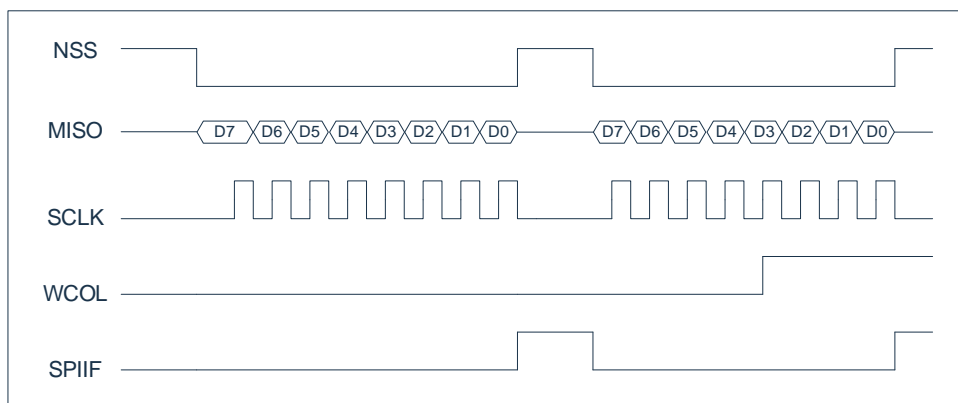 NSS
MISO D7 D6 D5 D4 D3 D2 D1 D0 D7 D6 D5 D4 D3 D2 D1 D0
SCLK
WCOL
SPIIF